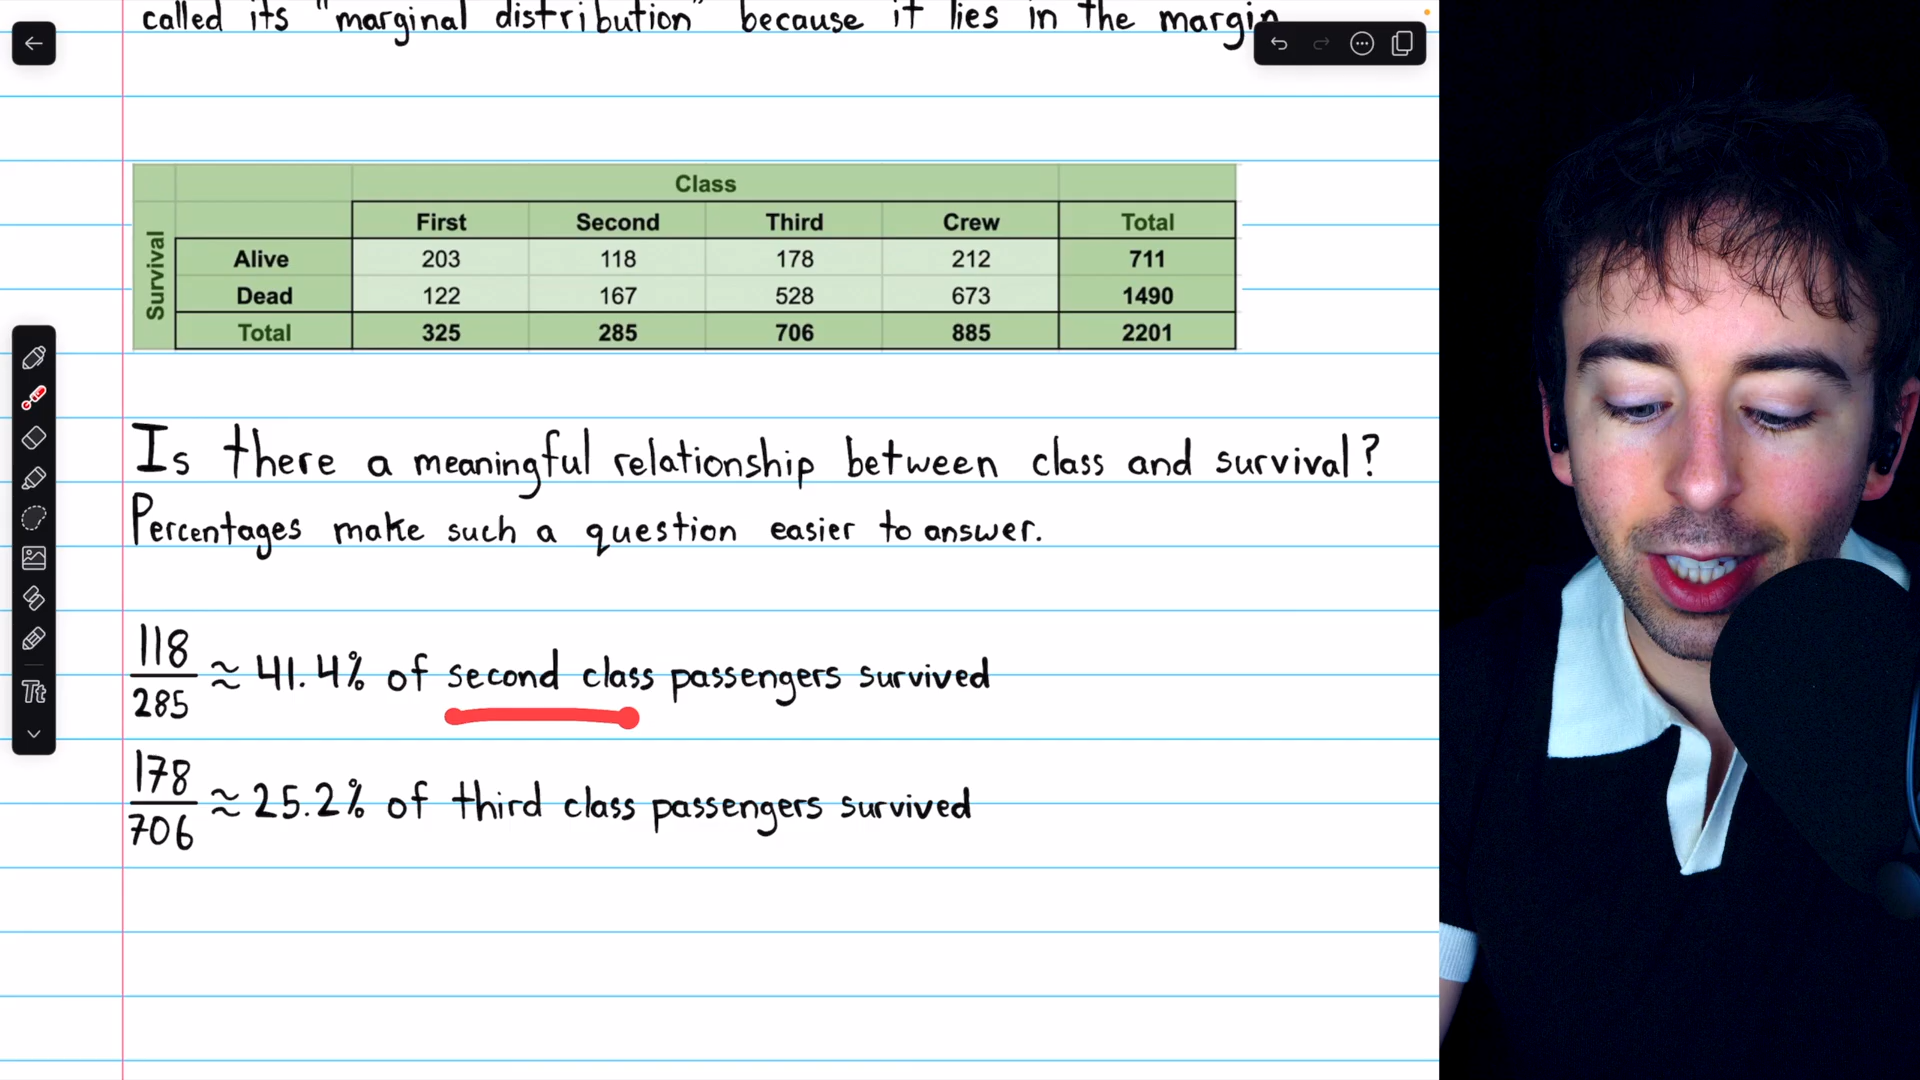 called its "marginal distribution" because it lies in the margin
Class
First Second Third Crew Total
Survival
Alive 203 118 178 212 711
Dead 122 167 528 673 1490
Total 325 285 706 885 2201
Is there a meaningful relationship between class and survival?
Percentages make such a question easier to answer.
118/285 ≈ 41.4% of second class passengers survived
178/706 ≈ 25.2% of third class passengers survived
Tt